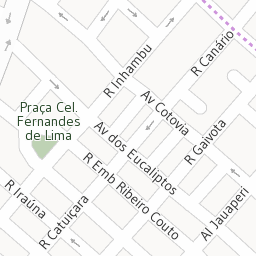 R Inhambu
R Canário
Av Cotovia
Praça Cel.
Fernandes
de Lima
Av dos Eucaliptos
R Gaivota
R Emb Ribeiro Couto
R Iraúna
R Catuiçara
Al Jauaperi